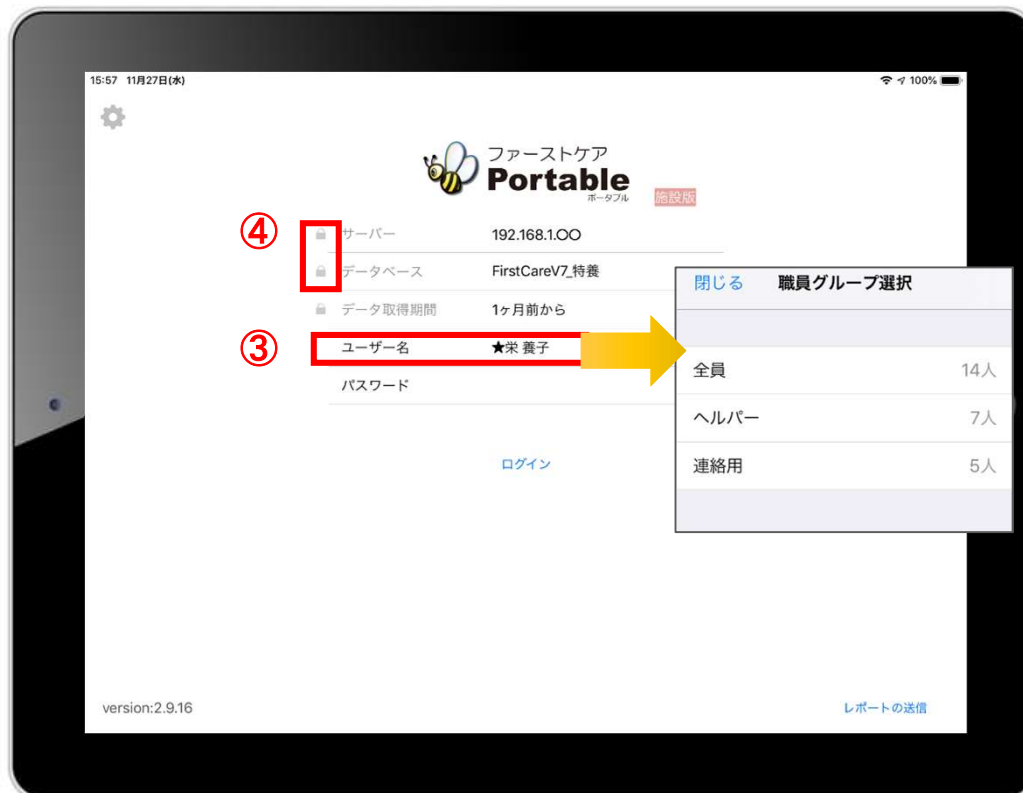 15:57 11月27日(水)
100%
ファーストケア
Portable
ポータブル
施設版
④
サーバー 192.168.1.〇〇
データベース FirstCareV7_特養
データ取得期間 1ヶ月前から
③
ユーザー名 ★栄 養子
パスワード
ログイン
閉じる 職員グループ選択
全員 14人
ヘルパー 7人
連絡用 5人
version:2.9.16
レポートの送信